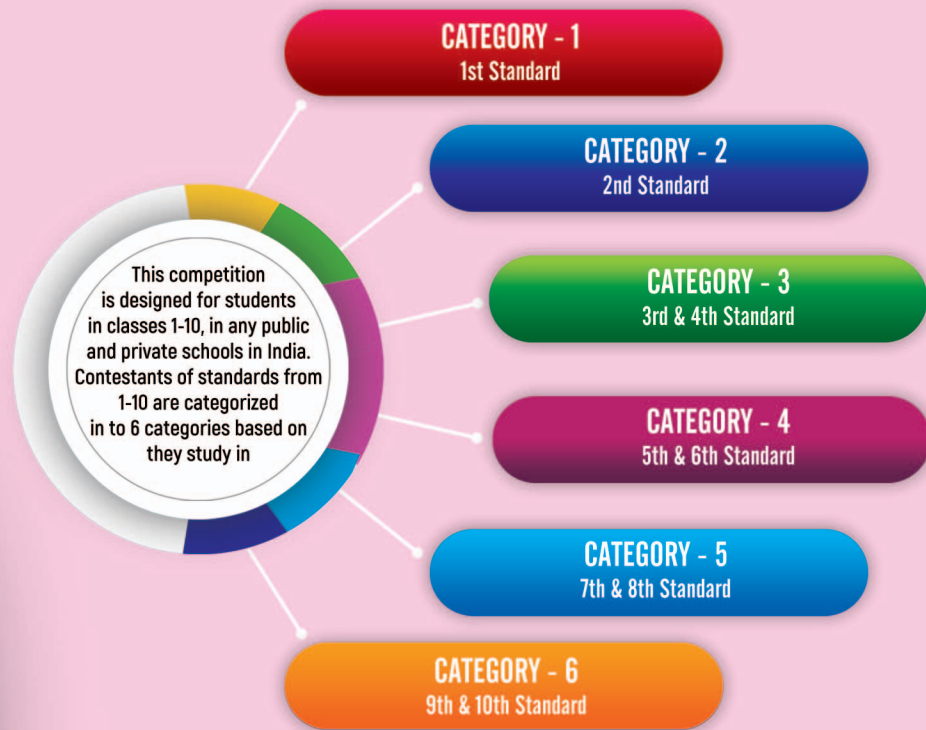 CATEGORY - 1
1st Standard
CATEGORY - 2
2nd Standard
This competition
is designed for students
in classes 1-10, in any public
and private schools in India.
Contestants of standards from
1-10 are categorized
in to 6 categories based on
they study in
CATEGORY - 3
3rd & 4th Standard
CATEGORY - 4
5th & 6th Standard
CATEGORY - 5
7th & 8th Standard
CATEGORY - 6
9th & 10th Standard